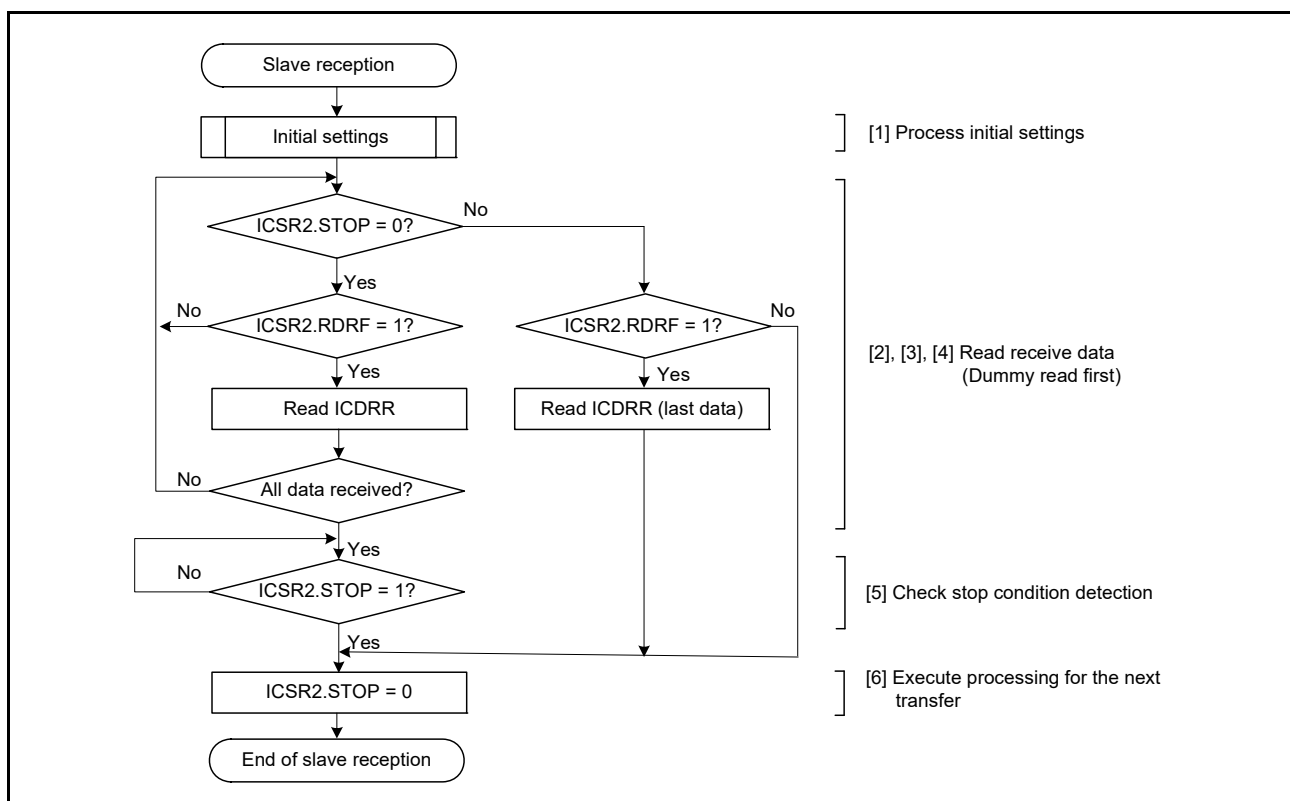 Slave reception
Initial settings
[1] Process initial settings
ICSR2.STOP = 0?
No
Yes
No
ICSR2.RDRF = 1?
ICSR2.RDRF = 1?
No
[2], [3], [4] Read receive data
(Dummy read first)
Yes
Yes
Read ICDRR
Read ICDRR (last data)
No
All data received?
Yes
No
ICSR2.STOP = 1?
[5] Check stop condition detection
Yes
ICSR2.STOP = 0
[6] Execute processing for the next
transfer
End of slave reception